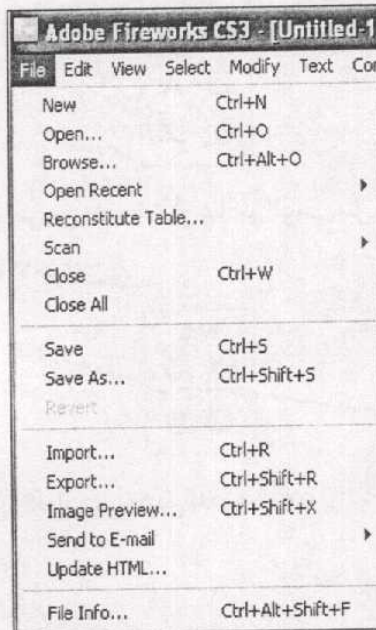 Adobe Fireworks CS3 - [Untitled-1
File Edit View Select Modify Text Co
New Ctrl+N
Open... Ctrl+O
Browse... Ctrl+Alt+O
Open Recent
Reconstitute Table...
Scan
Close Ctrl+W
Close All
Save Ctrl+S
Save As... Ctrl+Shift+S
Revert
Import... Ctrl+R
Export... Ctrl+Shift+R
Image Preview... Ctrl+Shift+X
Send to E-mail
Update HTML...
File Info... Ctrl+Alt+Shift+F